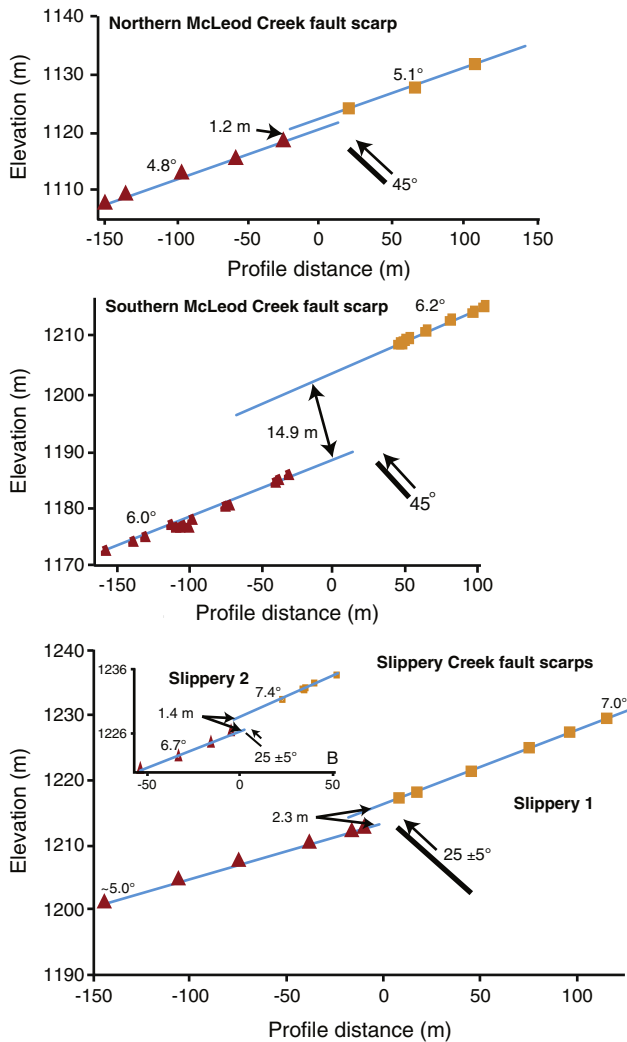 Northern McLeod Creek fault scarp
1140
1130
1120
1110
Elevation (m)
5.1°
1.2 m
4.8°
45°
-150 -100 -50 0 50 100 150
Profile distance (m)
Southern McLeod Creek fault scarp
1210
1200
1190
1180
1170
Elevation (m)
6.2°
14.9 m
6.0°
45°
-150 -100 -50 0 50 100
Profile distance (m)
Slippery Creek fault scarps
1240
1230
1220
1210
1200
1190
Elevation (m)
1236
1226
Slippery 2
7.4°
1.4 m
6.7°
25 ±5°
B
-50 0 50
7.0°
Slippery 1
2.3 m
25 ±5°
~5.0°
-150 -100 -50 0 50 100
Profile distance (m)